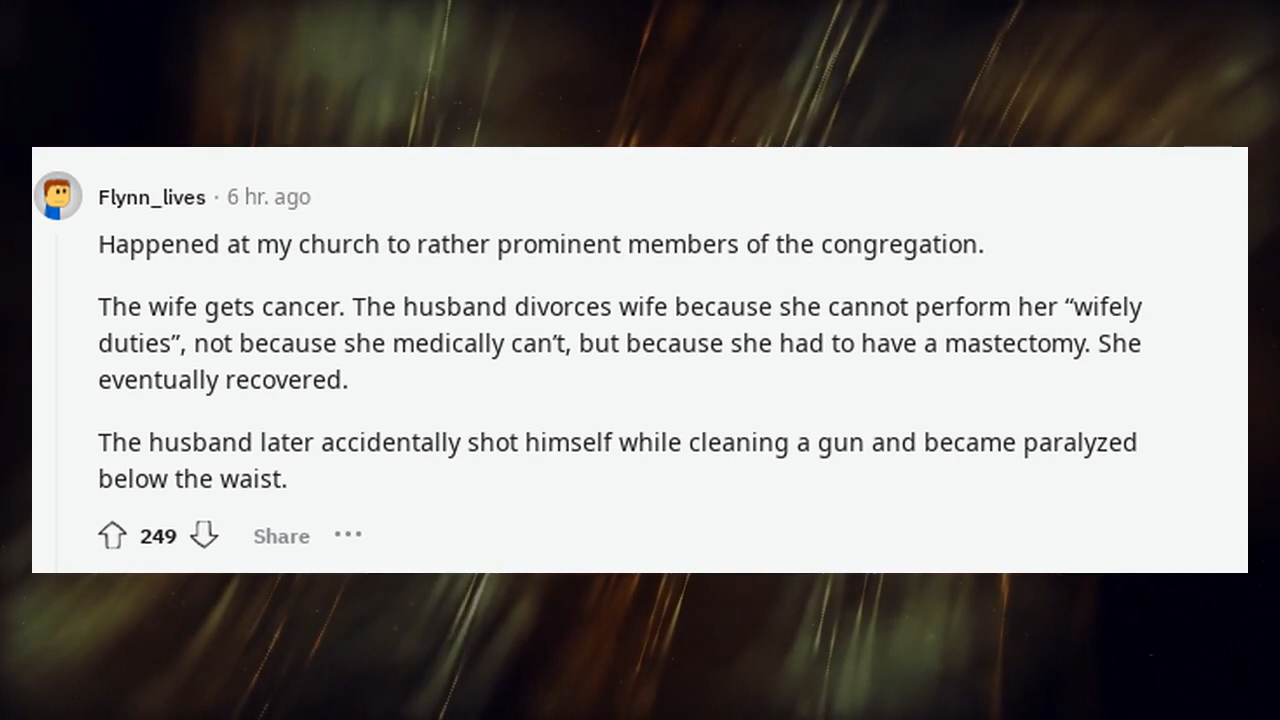 Flynn_lives · 6 hr. ago
Happened at my church to rather prominent members of the congregation.
The wife gets cancer. The husband divorces wife because she cannot perform her “wifely
duties”, not because she medically can’t, but because she had to have a mastectomy. She
eventually recovered.
The husband later accidentally shot himself while cleaning a gun and became paralyzed
below the waist.
249 Share ···